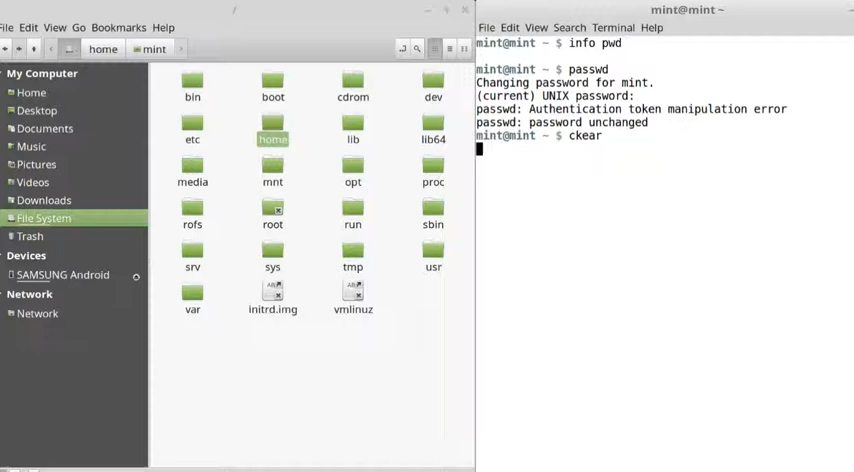 /
File Edit View Go Bookmarks Help
home mint
My Computer
Home
Desktop
Documents
Music
Pictures
Videos
Downloads
File System
Trash
Devices
SAMSUNG Android
Network
Network
bin boot cdrom dev
etc home lib lib64
media mnt opt proc
rofs root run sbin
srv sys tmp usr
var initrd.img vmlinuz
mint@mint ~
File Edit View Search Terminal Help
mint@mint ~ $ info pwd
mint@mint ~ $ passwd
Changing password for mint.
(current) UNIX password:
passwd: Authentication token manipulation error
passwd: password unchanged
mint@mint ~ $ ckear